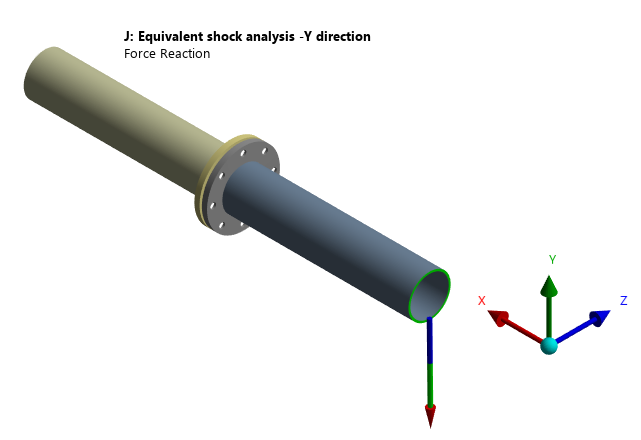 J: Equivalent shock analysis -Y direction
Force Reaction
Y
X
Z